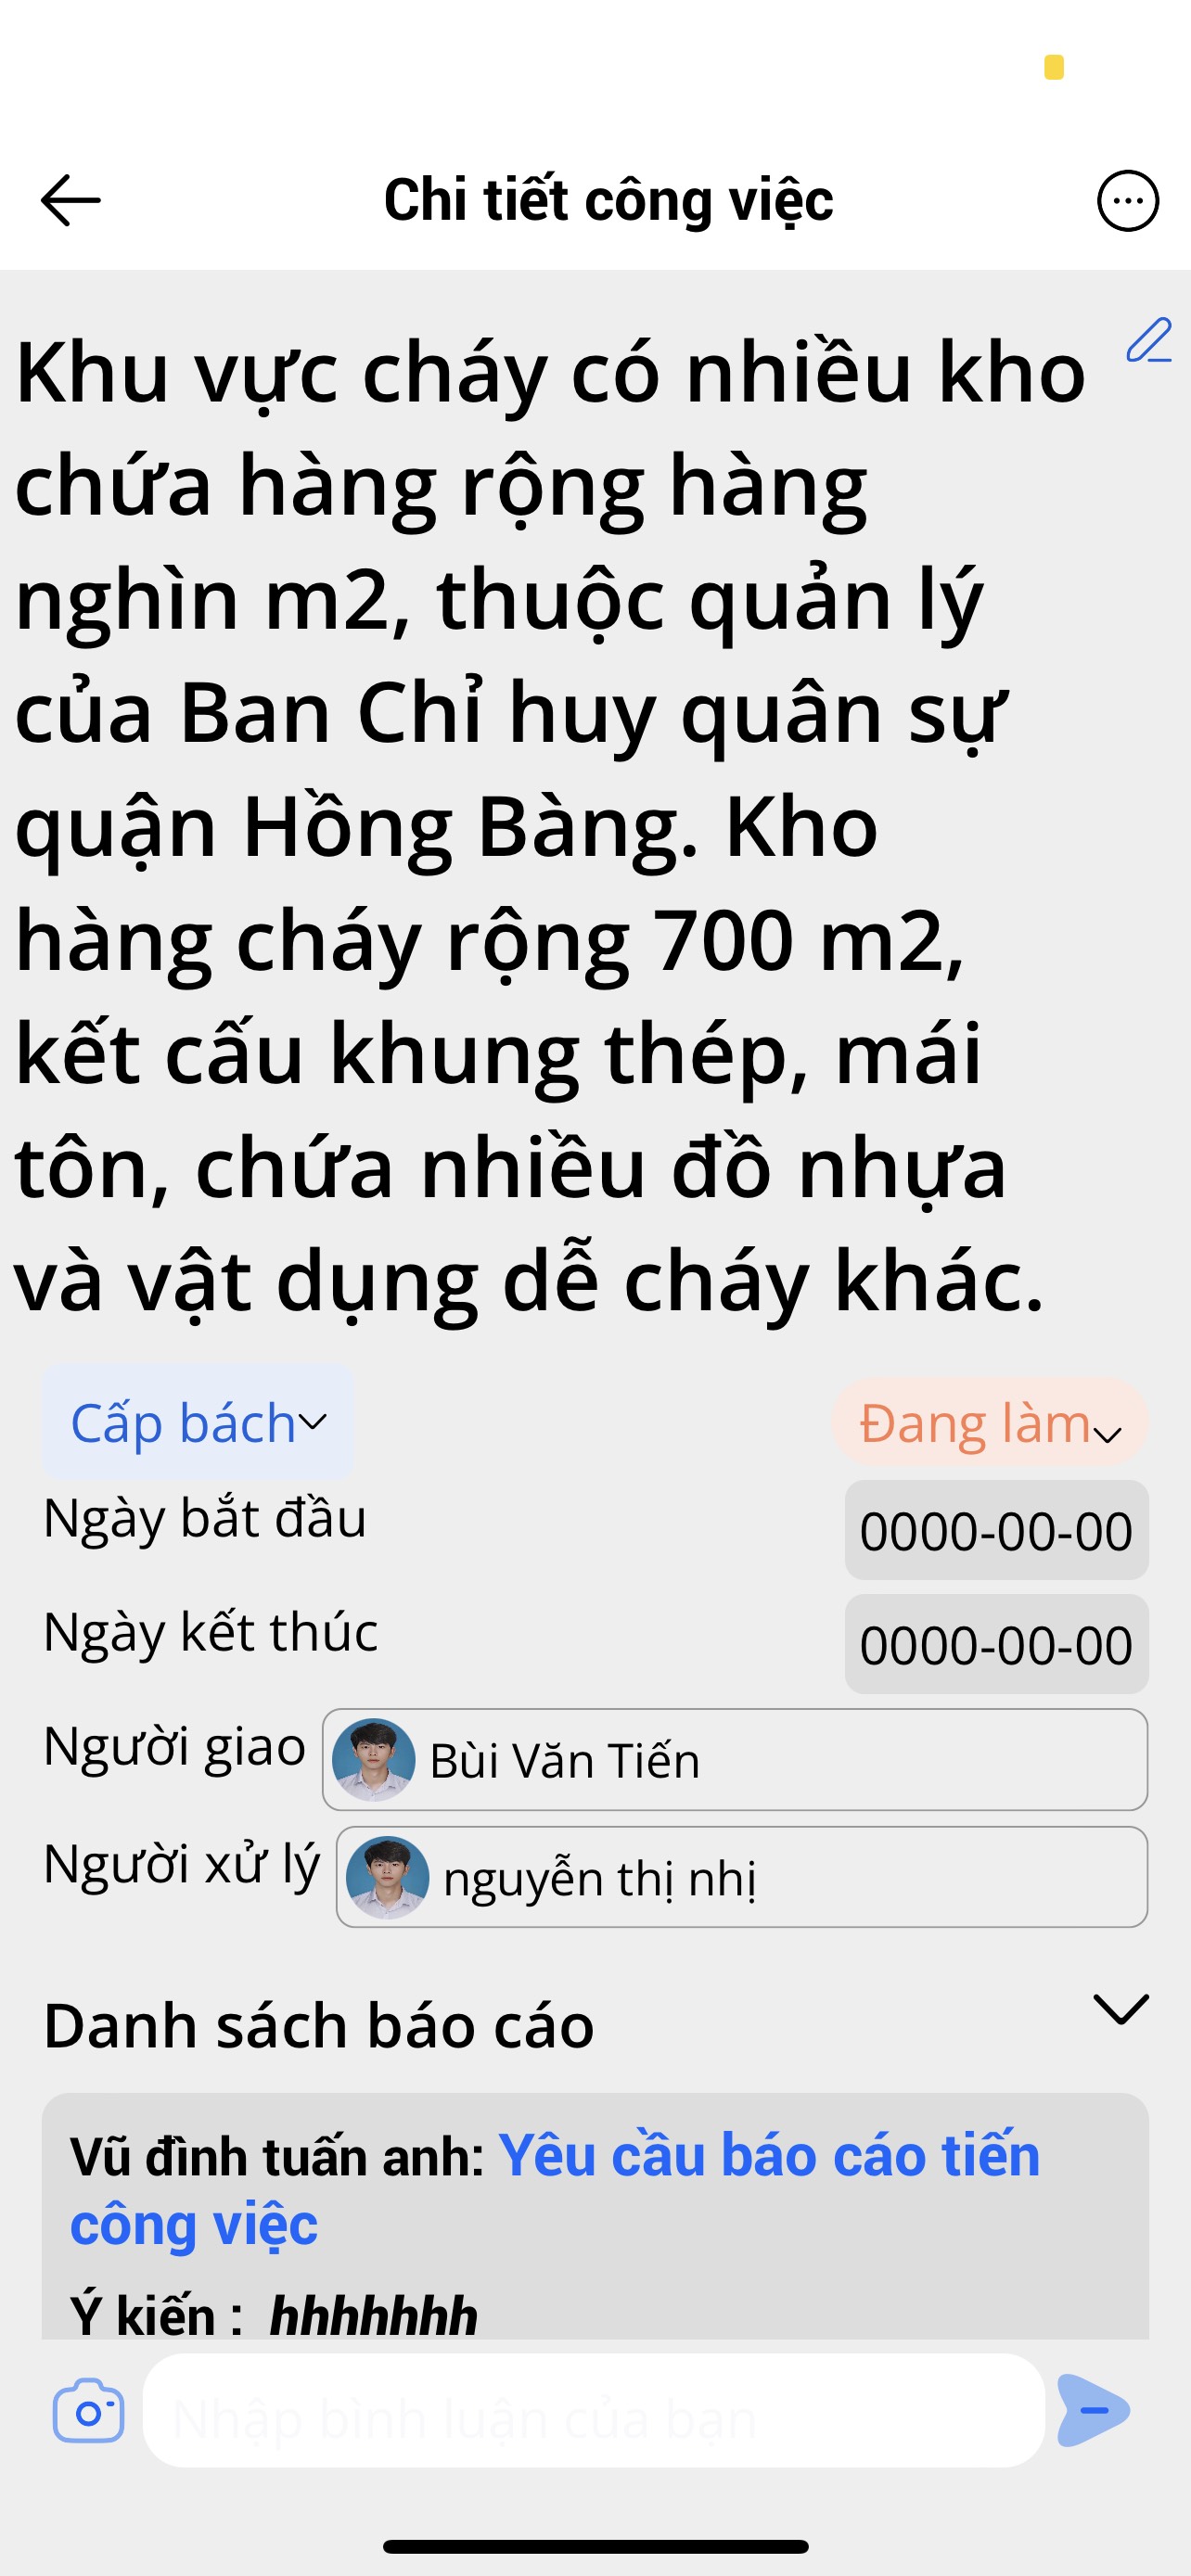 Chi tiết công việc
Khu vực cháy có nhiều kho
chứa hàng rộng hàng
nghìn m2, thuộc quản lý
của Ban Chỉ huy quân sự
quận Hồng Bàng. Kho
hàng cháy rộng 700 m2,
kết cấu khung thép, mái
tôn, chứa nhiều đồ nhựa
và vật dụng dễ cháy khác.
Cấp bách
Đang làm
Ngày bắt đầu
0000-00-00
Ngày kết thúc
0000-00-00
Người giao
Bùi Văn Tiến
Người xử lý
nguyễn thị nhị
Danh sách báo cáo
Vũ đình tuấn anh: Yêu cầu báo cáo tiến
công việc
Ý kiến : hhhhhhh
Nhập bình luận của bạn